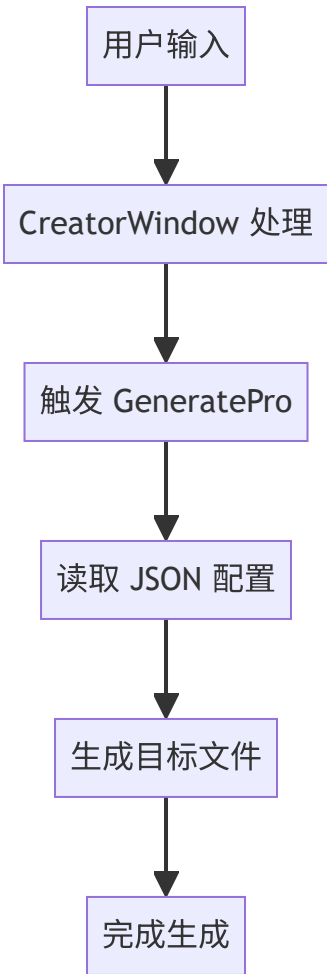 用户输入
CreatorWindow 处理
触发 GeneratePro
读取 JSON 配置
生成目标文件
完成生成